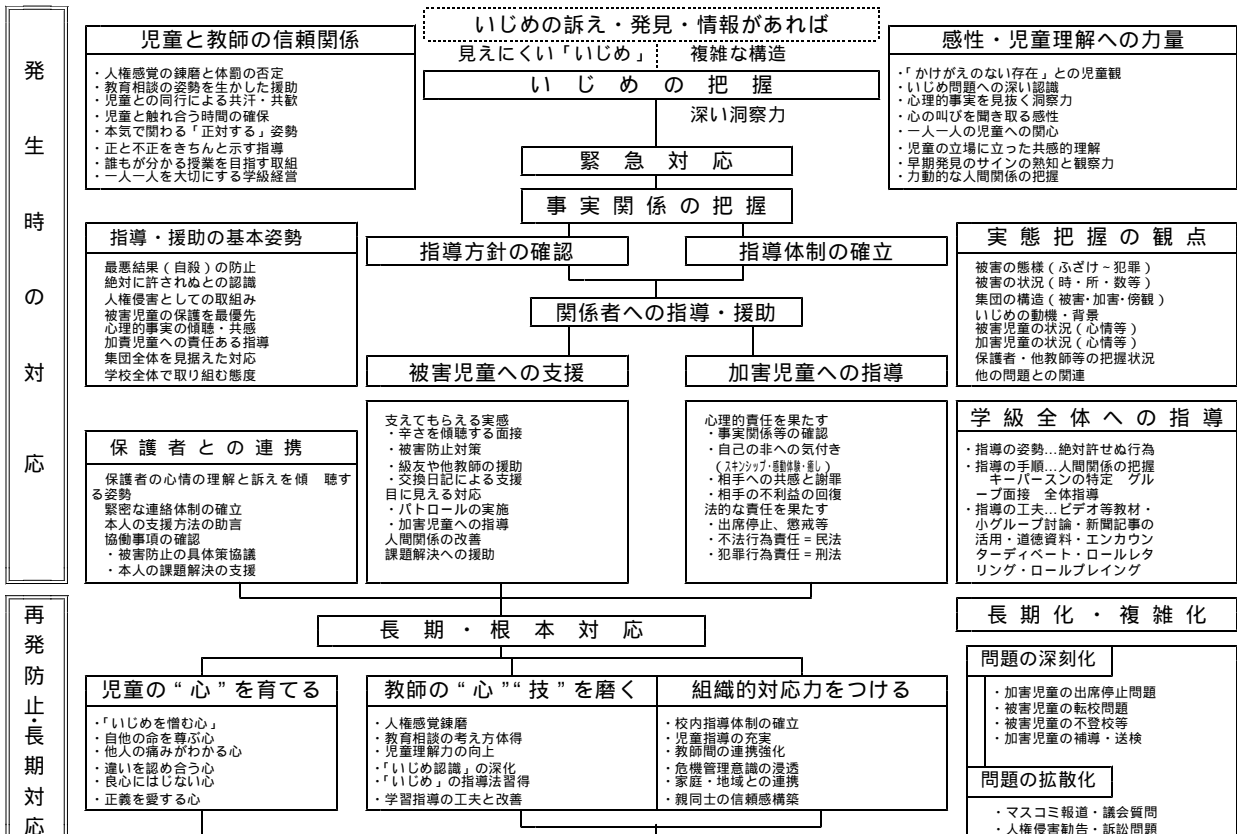 発生時の対応
いじめの訴え・発見・情報があれば
見えにくい「いじめ」 複雑な構造
いじめの把握
深い洞察力
緊急対応
事実関係の把握
児童と教師の信頼関係
・人権感覚の錬磨と体罰の否定
・教育相談の姿勢を生かした援助
・児童との同行による共汗・共歓
・児童と触れ合う時間の確保
・本気で関わる「正対する」姿勢
・正と不正をきちんと示す指導
・誰もが分かる授業を目指す取組
・一人一人を大切にする学級経営
感性・児童理解への力量
・「かけがえのない存在」との児童観
・いじめ問題への深い認識
・心理的事実を見抜く洞察力
・心の叫びを聞き取る感性
・一人一人の児童への関心
・児童の立場に立った共感的理解
・早期発見のサインの熟知と観察力
・力動的な人間関係の把握
指導・援助の基本姿勢
最悪結果(自殺)の防止
絶対に許されぬとの認識
人権侵害としての取組み
被害児童の保護を最優先
心理的事実の傾聴・共感
加責児童への責任ある指導
集団全体を見据えた対応
学校全体で取り組む態度
指導方針の確認
指導体制の確立
関係者への指導・援助
実態把握の観点
被害の態様(ふざけ~犯罪)
被害の状況(時・所・数等)
集団の構造(被害・加害・傍観)
いじめの動機・背景
被害児童の状況(心情等)
加害児童の状況(心情等)
保護者・他教師等の把握状況
他の問題との関連
被害児童への支援
支えてもらえる実感
・辛さを傾聴する面接
・被害防止対策
・級友や他教師の援助
・交換日記による支援
目に見える対応
・パトロールの実施
・加害児童への指導
人間関係の改善
課題解決への援助
加害児童への指導
心理的責任を果たす
・事実関係等の確認
・自己の非への気付き
(スキンシップ・感動体験・癒し)
・相手への共感と謝罪
・相手の不利益の回復
法的な責任を果たす
・出席停止、懲戒等
・不法行為責任=民法
・犯罪行為責任=刑法
保護者との連携
保護者の心情の理解と訴えを傾 聴す
る姿勢
緊密な連絡体制の確立
本人の支援方法の助言
協働事項の確認
・被害防止の具体策協議
・本人の課題解決の支援
学級全体への指導
・指導の姿勢…絶対許せぬ行為
・指導の手順…人間関係の把握
キーパースンの特定 グル
ープ面接 全体指導
・指導の工夫…ビデオ等教材・
小グループ討論・新聞記事の
活用・道徳資料・エンカウン
ターディベート・ロールレタ
リング・ロールプレイング
再発防止・長期対応
長期・根本対応
児童の“心”を育てる
・「いじめを憎む心」
・自他の命を尊ぶ心
・他人の痛みがわかる心
・違いを認め合う心
・良心にはじない心
・正義を愛する心
教師の“心”“技”を磨く
・人権感覚錬磨
・教育相談の考え方体得
・児童理解力の向上
・「いじめ認識」の深化
・「いじめ」の指導法習得
・学習指導の工夫と改善
組織的対応力をつける
・校内指導体制の確立
・児童指導の充実
・教師間の連携強化
・危機管理意識の浸透
・家庭・地域との連携
・親同士の信頼感構築
長期化・複雑化
問題の深刻化
・加害児童の出席停止問題
・被害児童の転校問題
・被害児童の不登校等
・加害児童の補導・送検
問題の拡散化
・マスコミ報道・議会質問
・人権侵害勧告・訴訟問題